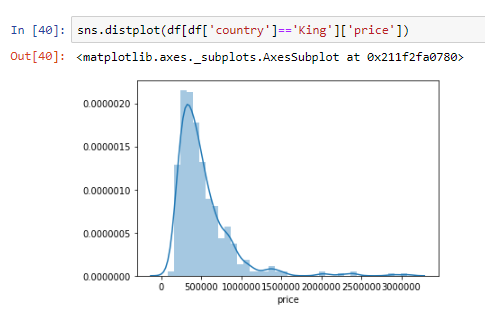 In [40]: sns.distplot(df[df['country']=='King']['price'])
Out[40]: <matplotlib.axes._subplots.AxesSubplot at 0x211f2fa0780>
0.0000020
0.0000015
0.0000010
0.0000005
0.0000000
0 500000 1000000 1500000 2000000 2500000 3000000
price